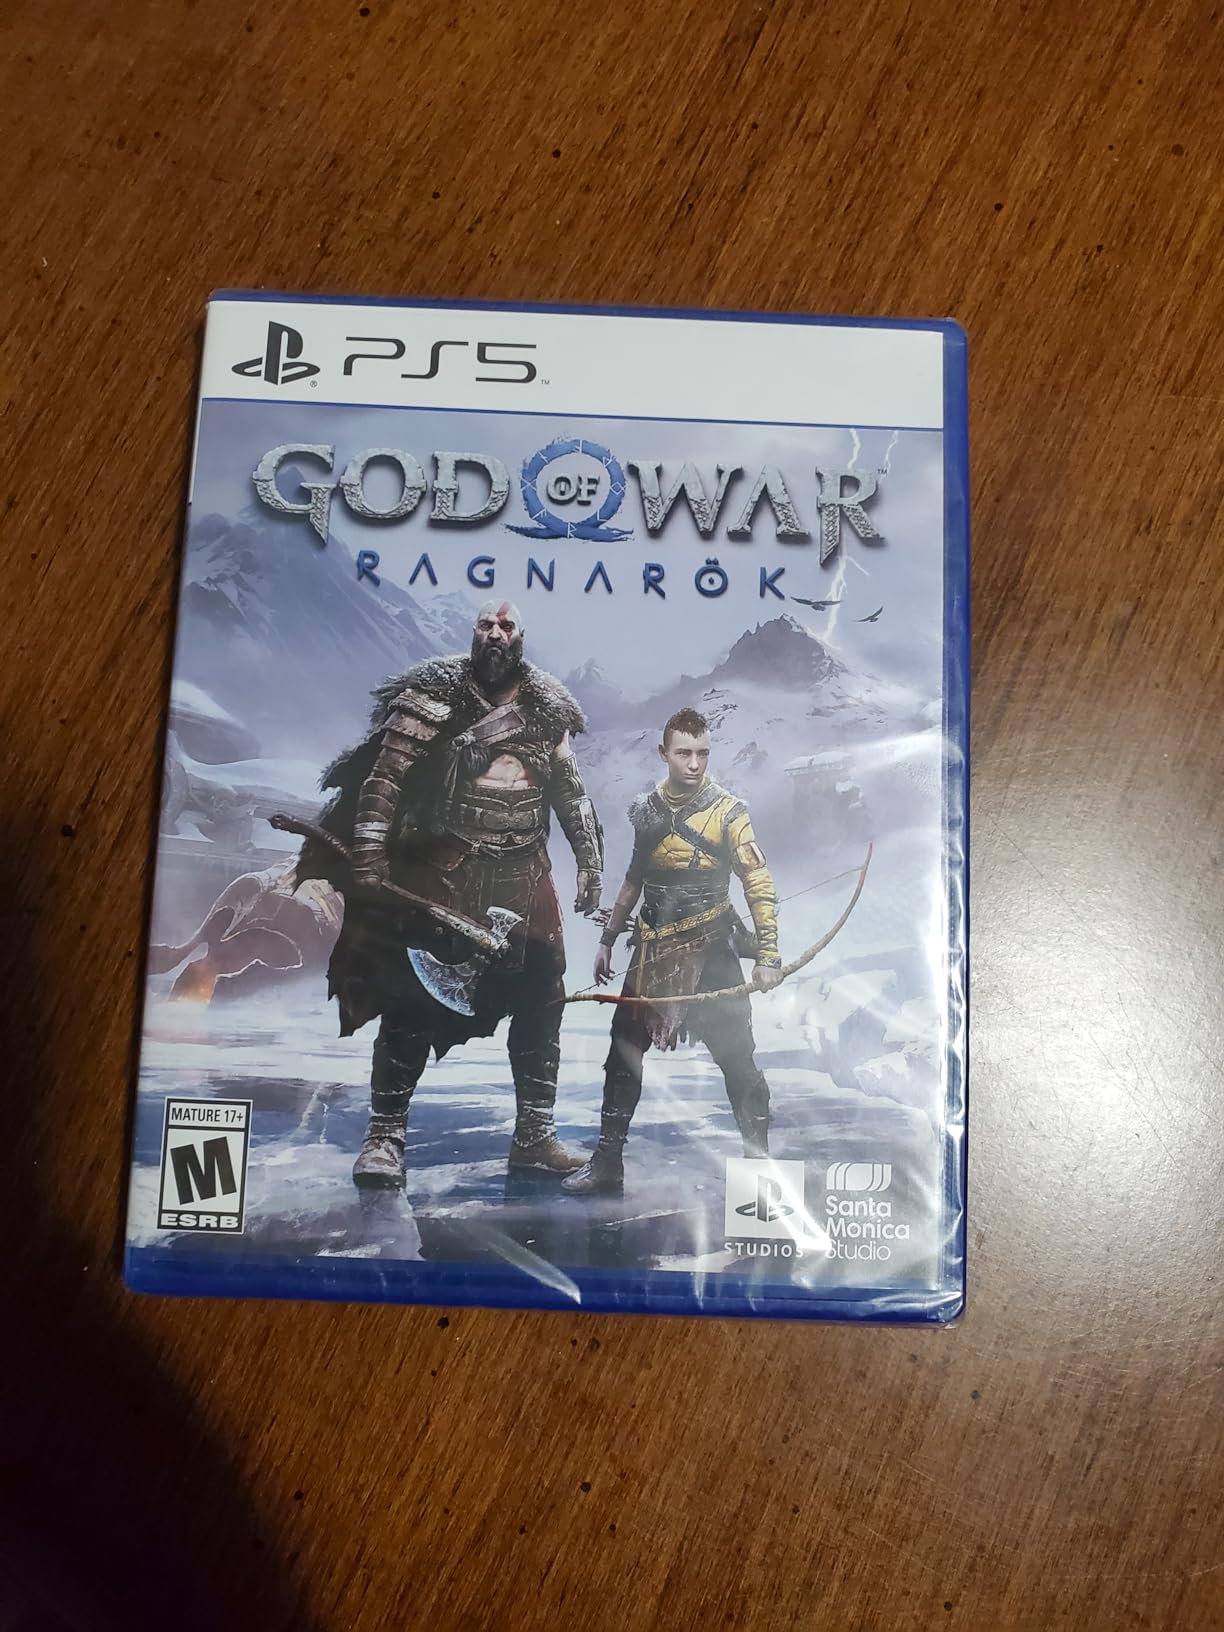 PS5
GOD OF WAR
RAGNARÖK
MATURE 17+
M
ESRB
STUDIOS
Santa
Monica
Studio